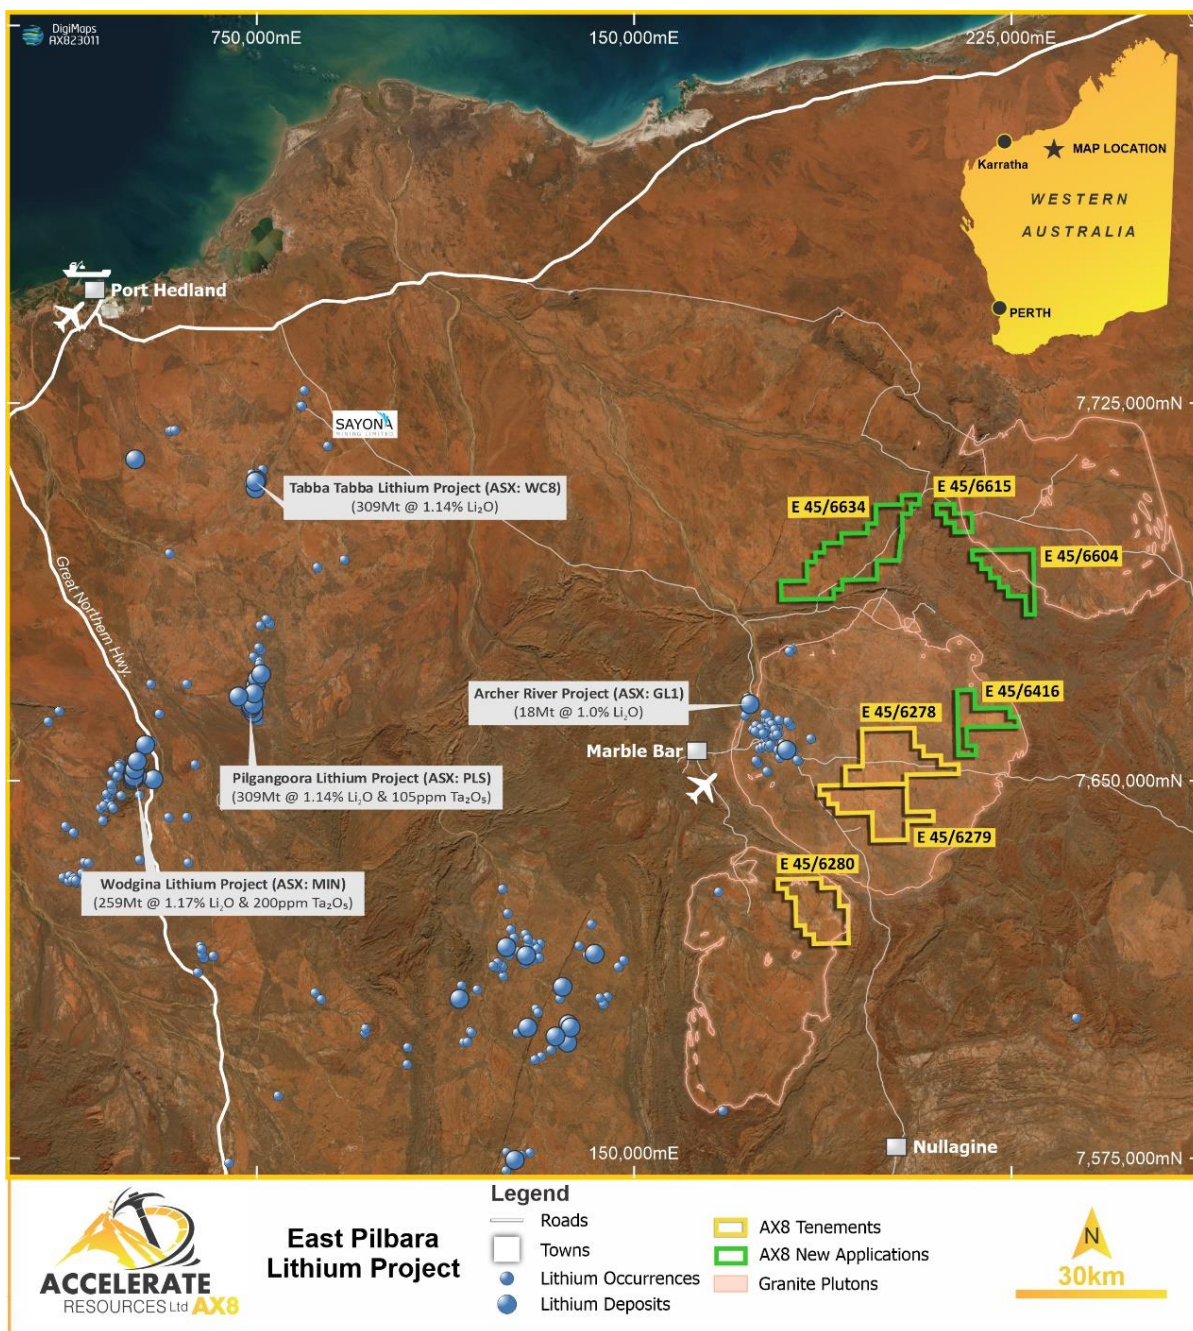 DigiMaps
AX823011
750,000mE
150,000mE
225,000mE
Karratha
MAP LOCATION
WESTERN
AUSTRALIA
PERTH
Port Hedland
7,725,000mN
SAYONA
MINING LIMITED
Tabba Tabba Lithium Project (ASX: WC8)
(309Mt @ 1.14% Li₂O)
E 45/6634
E 45/6615
E 45/6604
Great Northern Hwy.
Archer River Project (ASX: GL1)
(18Mt @ 1.0% Li₂O)
E 45/6416
E 45/6278
Marble Bar
Pilgangoora Lithium Project (ASX: PLS)
(309Mt @ 1.14% Li₂O & 105ppm Ta₂O₅)
7,650,000mN
E 45/6279
E 45/6280
Wodgina Lithium Project (ASX: MIN)
(259Mt @ 1.17% Li₂O & 200ppm Ta₂O₅)
150,000mE
Nullagine
7,575,000mN
ACCELERATE
RESOURCES Ltd AX8
East Pilbara
Lithium Project
Legend
Roads
Towns
Lithium Occurrences
Lithium Deposits
AX8 Tenements
AX8 New Applications
Granite Plutons
N
30km